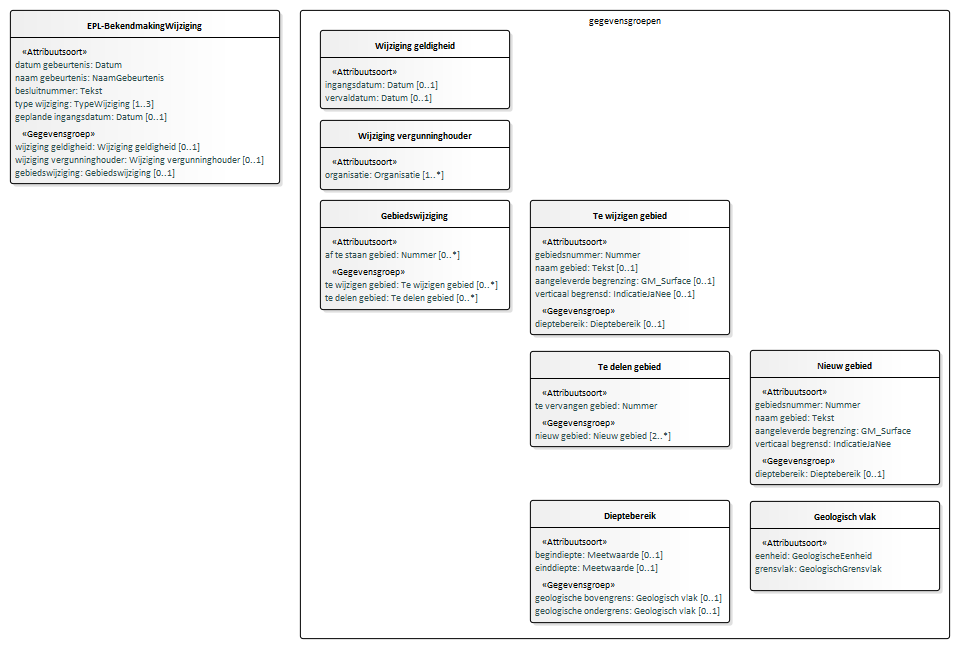 EPL-BekendmakingWijziging
«Attribuutsoort»
datum gebeurtenis: Datum
naam gebeurtenis: NaamGebeurtenis
besluitnummer: Tekst
type wijziging: TypeWijziging [1..3]
geplande ingangsdatum: Datum [0..1]
«Gegevensgroep»
wijziging geldigheid: Wijziging geldigheid [0..1]
wijziging vergunninghouder: Wijziging vergunninghouder [0..1]
gebiedswijziging: Gebiedswijziging [0..1]
gegevensgroepen
Wijziging geldigheid
«Attribuutsoort»
ingangsdatum: Datum [0..1]
vervaldatum: Datum [0..1]
Wijziging vergunninghouder
«Attribuutsoort»
organisatie: Organisatie [1..*]
Gebiedswijziging
«Attribuutsoort»
af te staan gebied: Nummer [0..*]
«Gegevensgroep»
te wijzigen gebied: Te wijzigen gebied [0..*]
te delen gebied: Te delen gebied [0..*]
Te wijzigen gebied
«Attribuutsoort»
gebiedsnummer: Nummer
naam gebied: Tekst [0..1]
aangeleverde begrenzing: GM_Surface [0..1]
verticaal begrensd: IndicatieJaNee [0..1]
«Gegevensgroep»
dieptebereik: Dieptebereik [0..1]
Te delen gebied
«Attribuutsoort»
te vervangen gebied: Nummer
«Gegevensgroep»
nieuw gebied: Nieuw gebied [2..*]
Nieuw gebied
«Attribuutsoort»
gebiedsnummer: Nummer
naam gebied: Tekst
aangeleverde begrenzing: GM_Surface
verticaal begrensd: IndicatieJaNee
«Gegevensgroep»
dieptebereik: Dieptebereik [0..1]
Dieptebereik
«Attribuutsoort»
begindiepte: Meetwaarde [0..1]
einddiepte: Meetwaarde [0..1]
«Gegevensgroep»
geologische bovengrens: Geologisch vlak [0..1]
geologische ondergrens: Geologisch vlak [0..1]
Geologisch vlak
«Attribuutsoort»
eenheid: GeologischeEenheid
grensvlak: GeologischGrensvlak